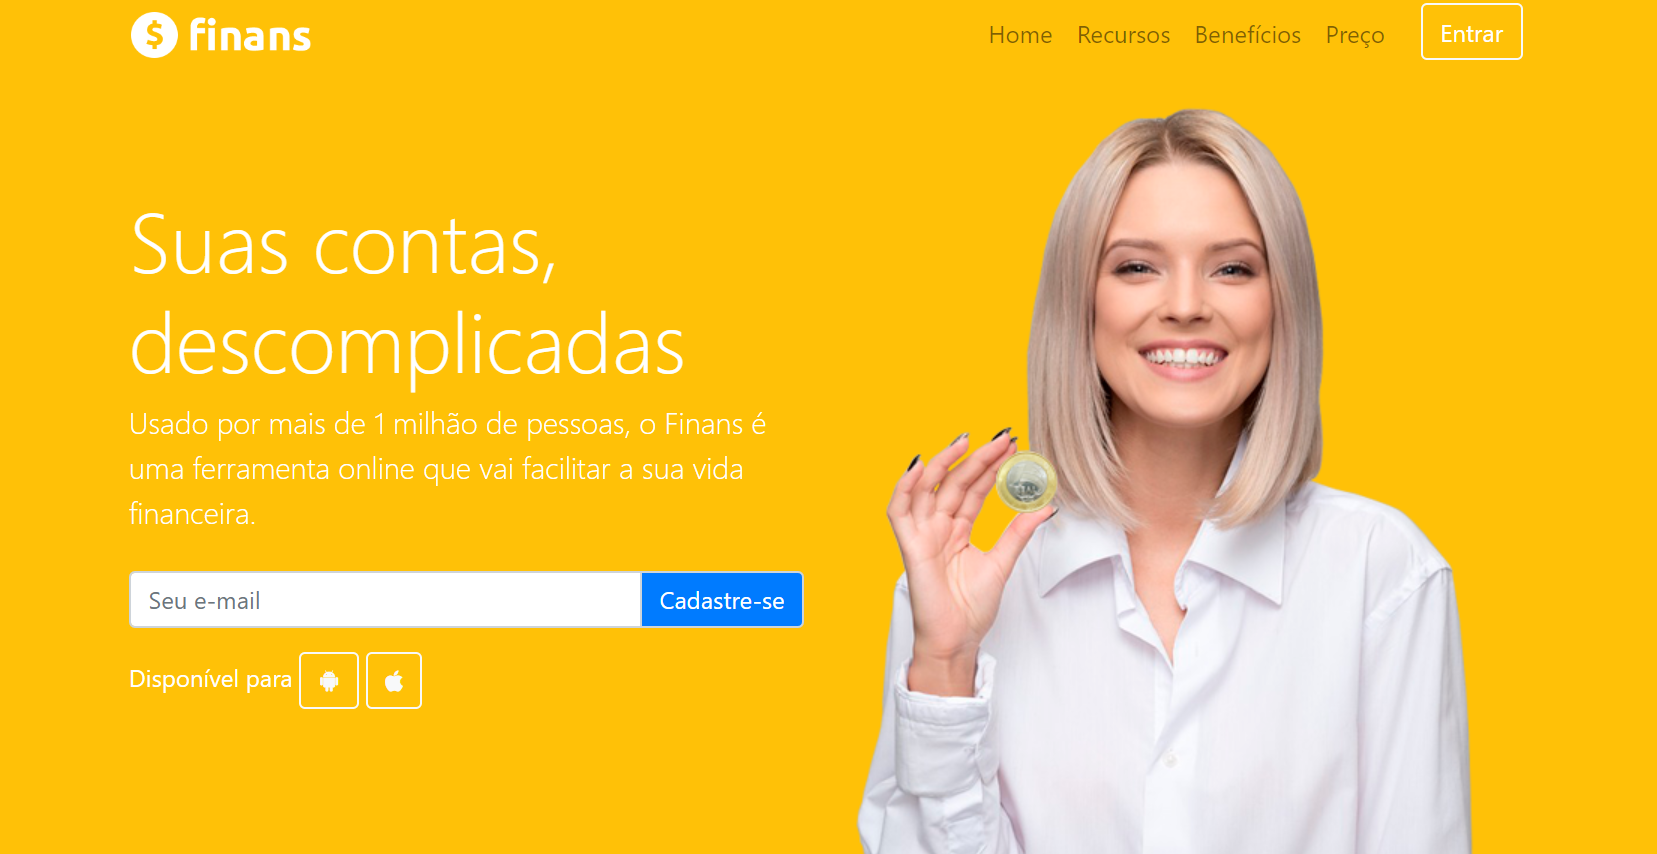 finans
Home Recursos Benefícios Preço Entrar
Suas contas,
descomplicadas
Usado por mais de 1 milhão de pessoas, o Finans é
uma ferramenta online que vai facilitar a sua vida
financeira.
Seu e-mail Cadastre-se
Disponível para